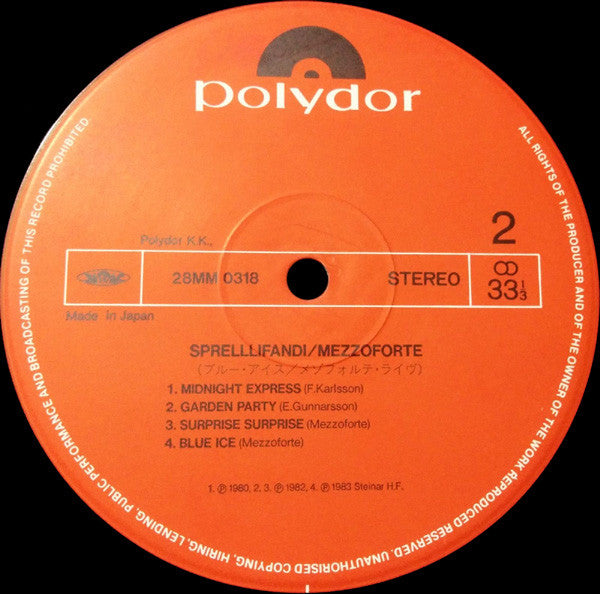 polydor
2
Polydor K.K.,
28MM 0318
STEREO
33 1/3
Made In Japan
SPRELLLIFANDI/MEZZOFORTE
(ブルー・アイス/メゾフォルテ・ライヴ)
1. MIDNIGHT EXPRESS (F.Karlsson)
2. GARDEN PARTY (E.Gunnarsson)
3. SURPRISE SURPRISE (Mezzoforte)
4. BLUE ICE (Mezzoforte)
1. ℗ 1980, 2, 3. ℗ 1982, 4. ℗ 1983 Steinar H.F.
ALL RIGHTS OF THE PRODUCER AND OF THE OWNER OF THE WORK REPRODUCED RESERVED. UNAUTHORISED COPYING, HIRING, LENDING, PUBLIC PERFORMANCE AND BROADCASTING OF THIS RECORD PROHIBITED